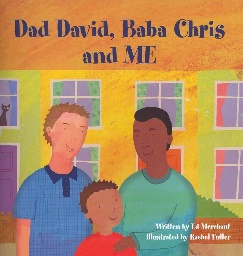 Dad David, Baba Chris
and ME
Written by Ed Merchant
Illustrated by Rachel Fuller